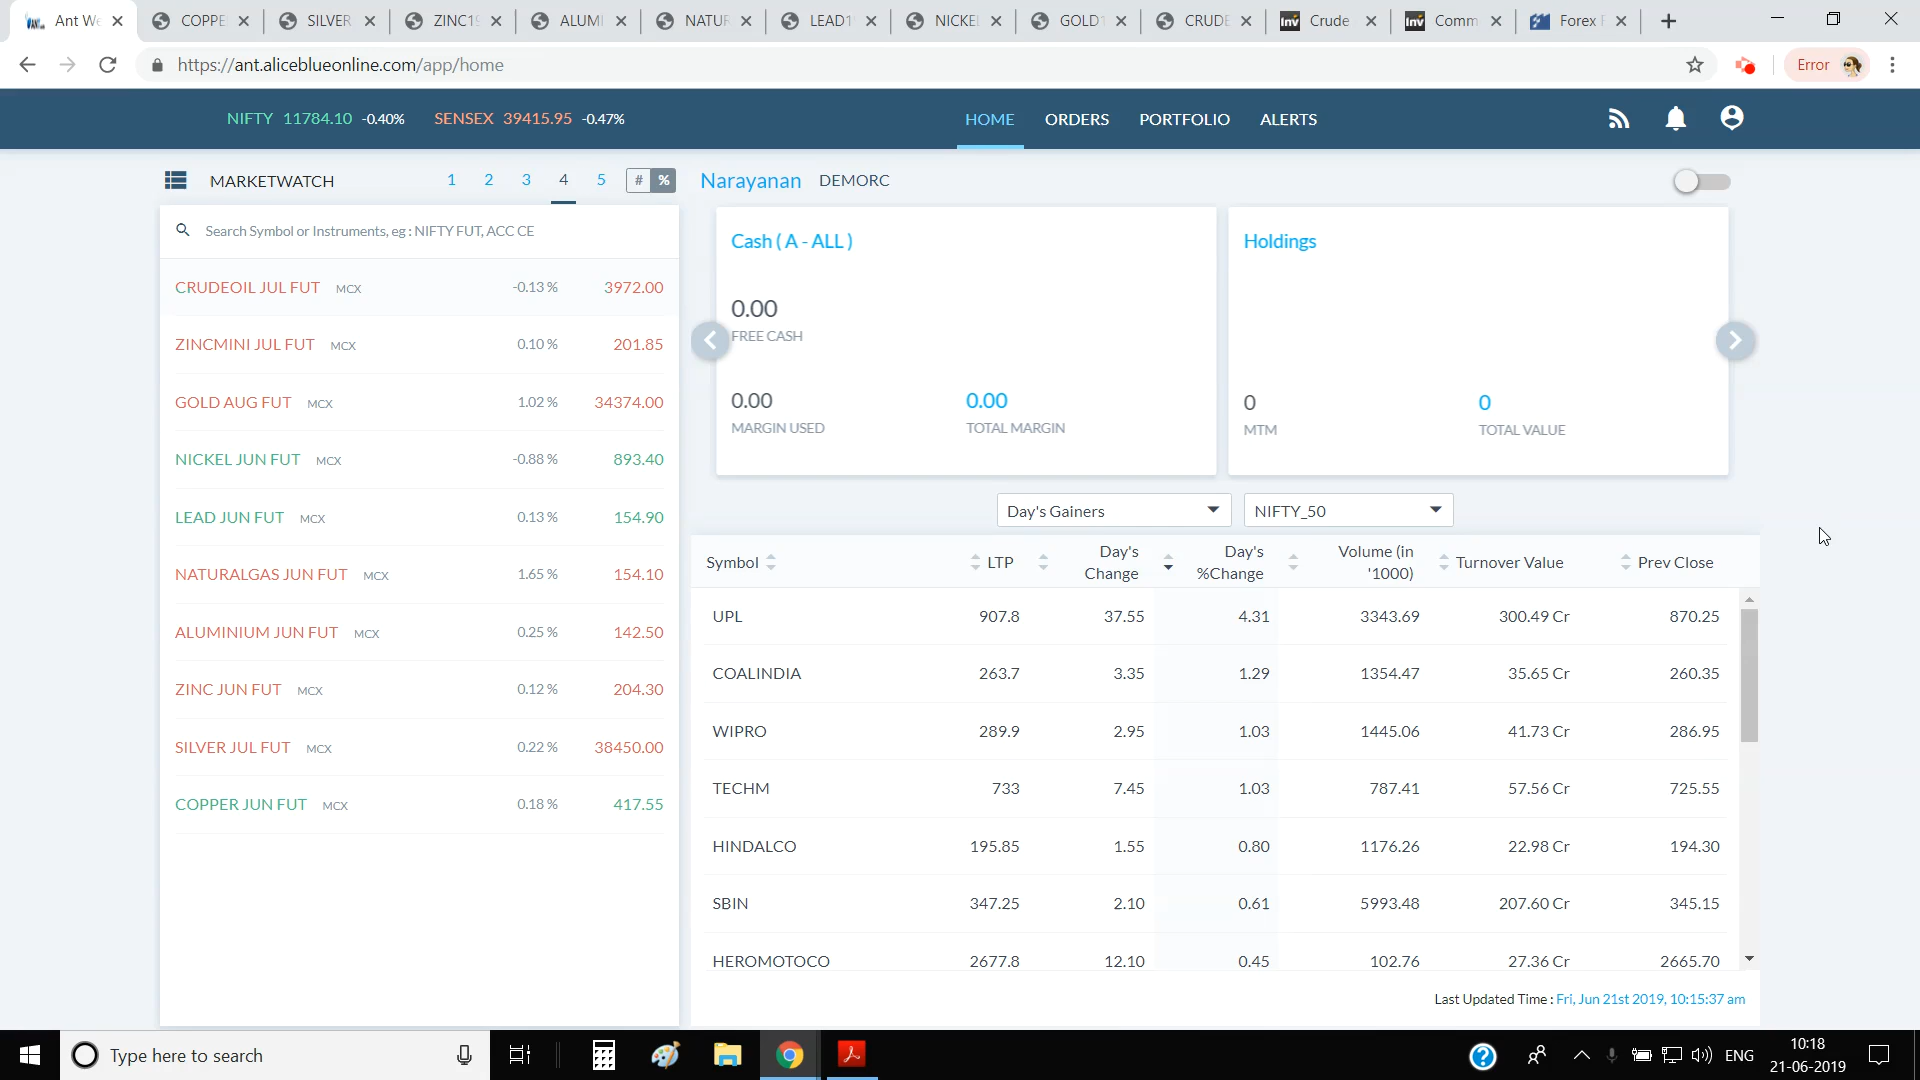 Ant We
COPPE
SILVER
ZINC19
ALUMI
NATUR
LEAD1
NICKEL
GOLD1
CRUDE
Inv Crude
Inv Comm
Forex
https://ant.aliceblueonline.com/app/home
Error
NIFTY 11784.10 -0.40% SENSEX 39415.95 -0.47%
HOME ORDERS PORTFOLIO ALERTS
MARKETWATCH 1 2 3 4 5 # %
Search Symbol or Instruments, eg : NIFTY FUT, ACC CE
CRUDEOIL JUL FUT MCX -0.13 % 3972.00
ZINCMINI JUL FUT MCX 0.10 % 201.85
GOLD AUG FUT MCX 1.02 % 34374.00
NICKEL JUN FUT MCX -0.88 % 893.40
LEAD JUN FUT MCX 0.13 % 154.90
NATURALGAS JUN FUT MCX 1.65 % 154.10
ALUMINIUM JUN FUT MCX 0.25 % 142.50
ZINC JUN FUT MCX 0.12 % 204.30
SILVER JUL FUT MCX 0.22 % 38450.00
COPPER JUN FUT MCX 0.18 % 417.55
Narayanan DEMORC
Cash ( A - ALL )
0.00
FREE CASH
0.00 0.00
MARGIN USED TOTAL MARGIN
Holdings
0 0
MTM TOTAL VALUE
Day's Gainers NIFTY_50
Symbol LTP Day's Change Day's %Change Volume (in '1000) Turnover Value Prev Close
UPL 907.8 37.55 4.31 3343.69 300.49 Cr 870.25
COALINDIA 263.7 3.35 1.29 1354.47 35.65 Cr 260.35
WIPRO 289.9 2.95 1.03 1445.06 41.73 Cr 286.95
TECHM 733 7.45 1.03 787.41 57.56 Cr 725.55
HINDALCO 195.85 1.55 0.80 1176.26 22.98 Cr 194.30
SBIN 347.25 2.10 0.61 5993.48 207.60 Cr 345.15
HEROMOTOCO 2677.8 12.10 0.45 102.76 27.36 Cr 2665.70
Last Updated Time : Fri, Jun 21st 2019, 10:15:37 am
Type here to search
ENG
10:18
21-06-2019